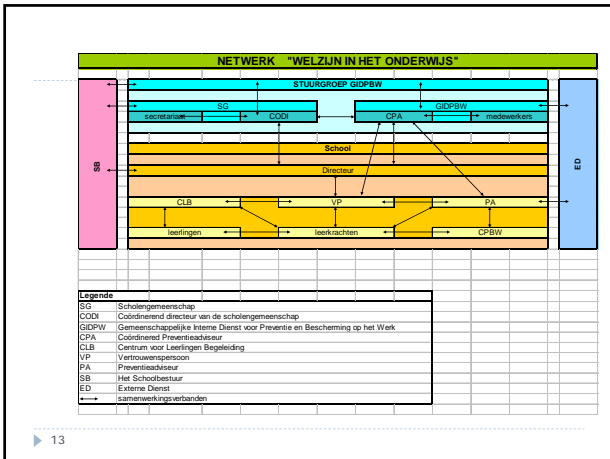 NETWERK "WELZIJN IN HET ONDERWIJS"
STUURGROEP GIDPBW
SG GIDPBW
secretariaat CODI CPA medewerkers
School
SB ED
Directeur
CLB VP PA
leerlingen leerkrachten CPBW
Legende
SG Scholengemeenschap
CODI Coördinerend directeur van de scholengemeenschap
GIDPW Gemeenschappelijke Interne Dienst voor Preventie en Bescherming op het Werk
CPA Coördinered Preventieadviseur
CLB Centrum voor Leerlingen Begeleiding
VP Vertrouwenspersoon
PA Preventieadviseur
SB Het Schoolbestuur
ED Externe Dienst
samenwerkingsverbanden
13